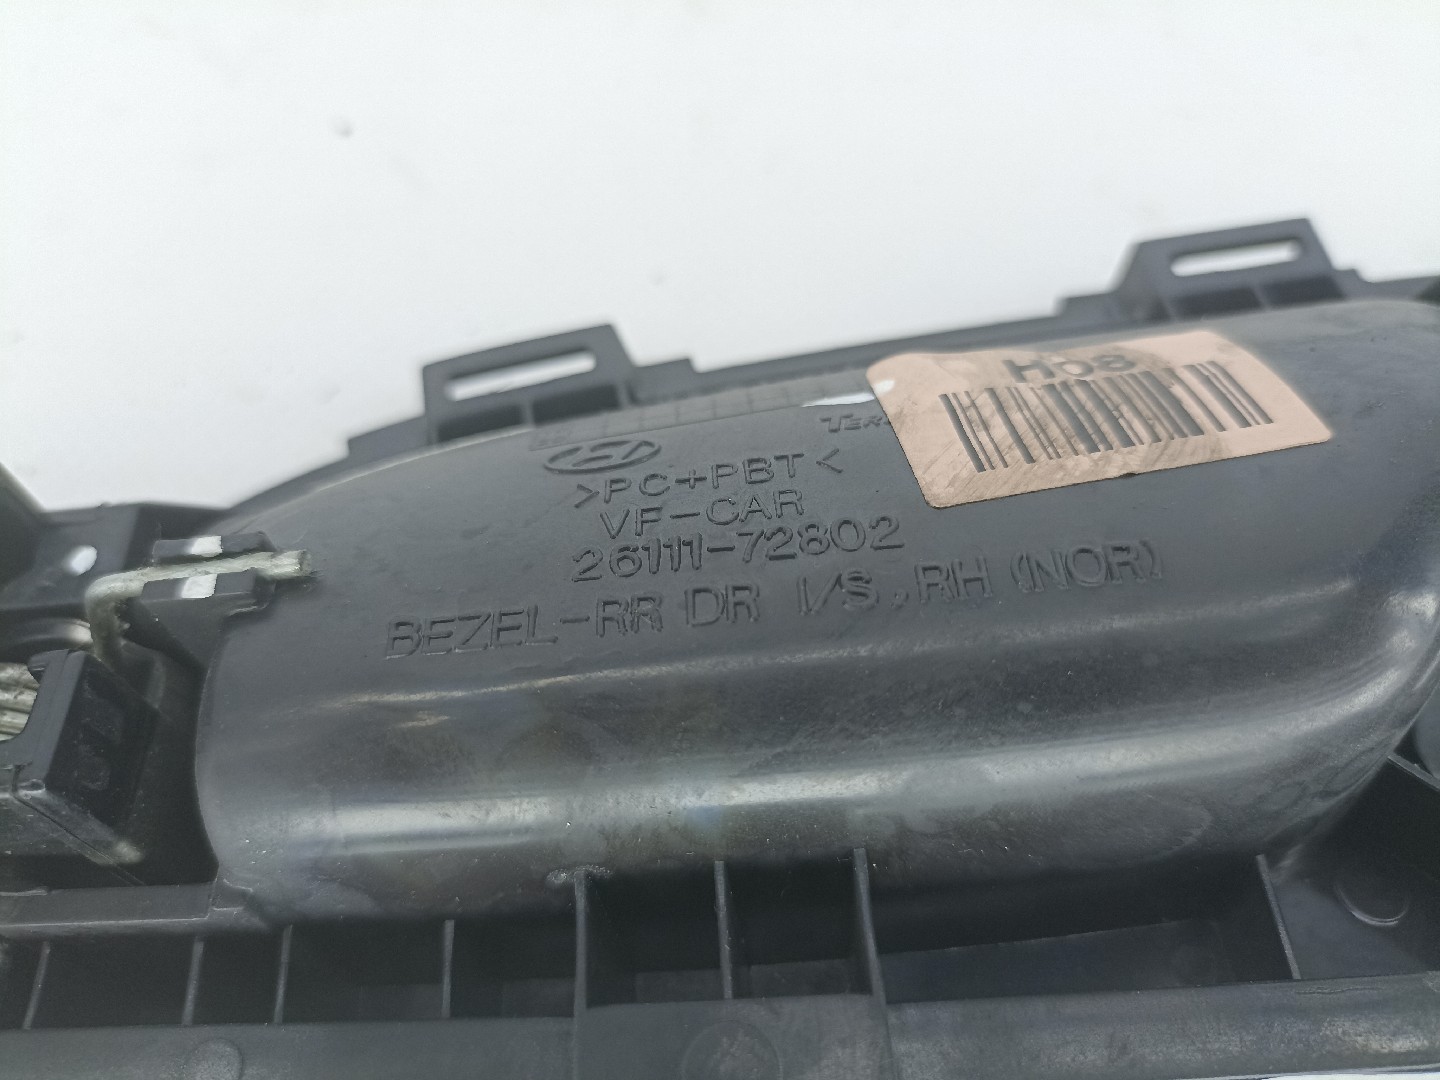 H08
>PC+PBT<
VF-CAR
26111-72802
BEZEL-RR DR I/S, RH (NOR)